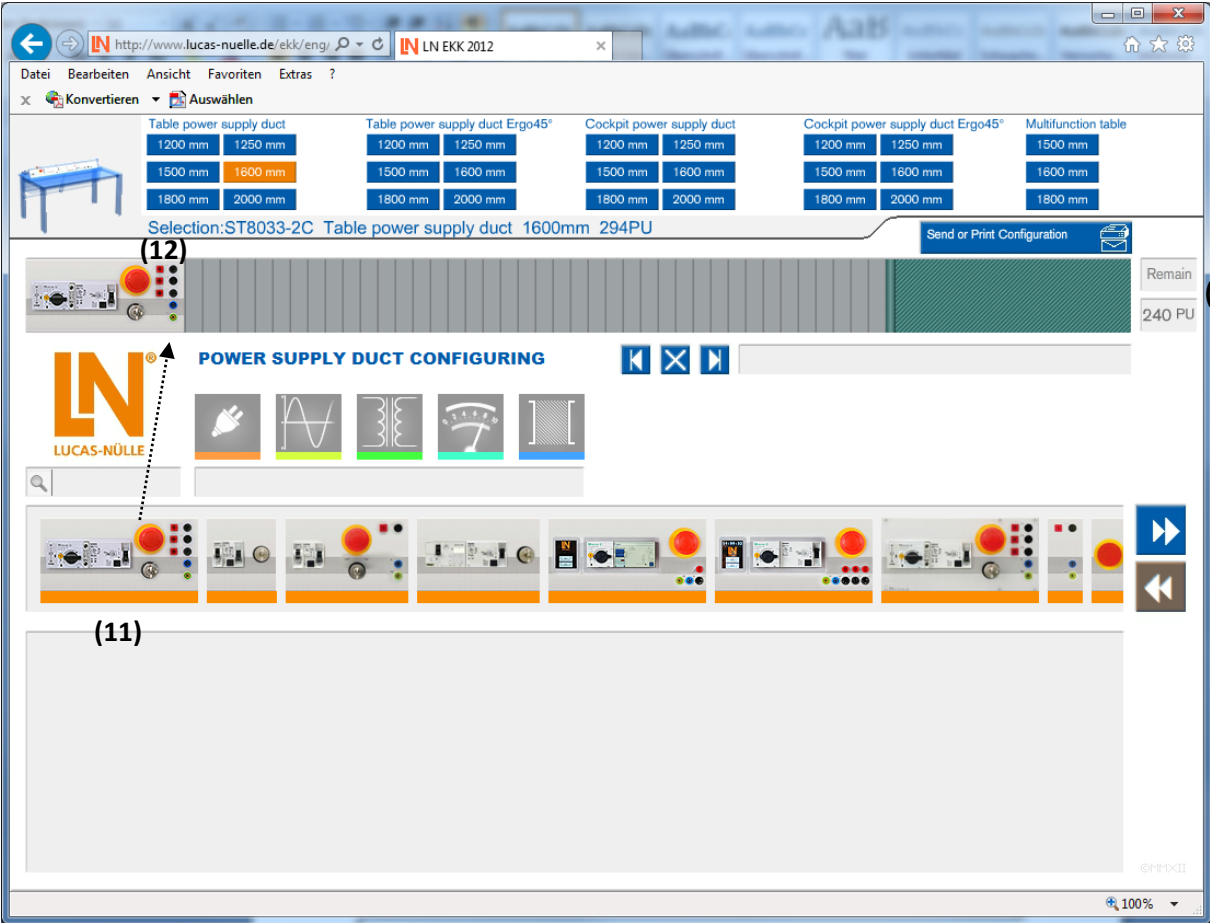 http://www.lucas-nuelle.de/ekk/eng/
LN EKK 2012
Datei Bearbeiten Ansicht Favoriten Extras ?
x Konvertieren Auswählen
Table power supply duct
1200 mm 1250 mm
1500 mm 1600 mm
1800 mm 2000 mm
Table power supply duct Ergo45°
1200 mm 1250 mm
1500 mm 1600 mm
1800 mm 2000 mm
Cockpit power supply duct
1200 mm 1250 mm
1500 mm 1600 mm
1800 mm 2000 mm
Cockpit power supply duct Ergo45°
1200 mm 1250 mm
1500 mm 1600 mm
1800 mm 2000 mm
Multifunction table
1500 mm
1600 mm
1800 mm
Selection:ST8033-2C Table power supply duct 1600mm 294PU
Send or Print Configuration
(12)
Remain
240 PU
LN®
LUCAS-NÜLLE
POWER SUPPLY DUCT CONFIGURING
(11)
©MMXII
100%